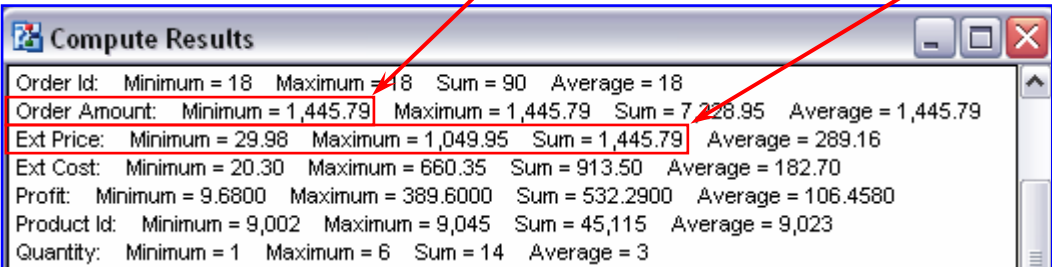 Compute Results
Order Id: Minimum = 18 Maximum = 18 Sum = 90 Average = 18
Order Amount: Minimum = 1,445.79 Maximum = 1,445.79 Sum = 7,228.95 Average = 1,445.79
Ext Price: Minimum = 29.98 Maximum = 1,049.95 Sum = 1,445.79 Average = 289.16
Ext Cost: Minimum = 20.30 Maximum = 660.35 Sum = 913.50 Average = 182.70
Profit: Minimum = 9.6800 Maximum = 389.6000 Sum = 532.2900 Average = 106.4580
Product Id: Minimum = 9,002 Maximum = 9,045 Sum = 45,115 Average = 9,023
Quantity: Minimum = 1 Maximum = 6 Sum = 14 Average = 3